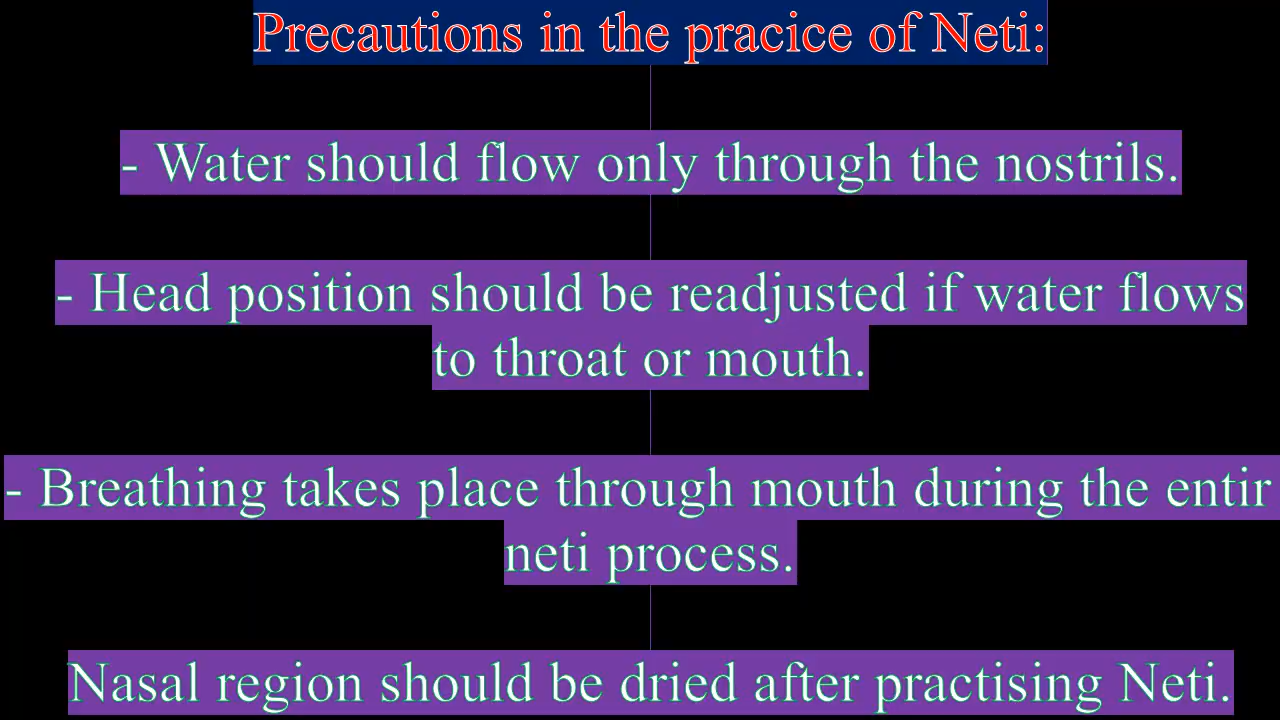 Precautions in the pracice of Neti:
- Water should flow only through the nostrils.
- Head position should be readjusted if water flows
to throat or mouth.
- Breathing takes place through mouth during the entir
neti process.
Nasal region should be dried after practising Neti.